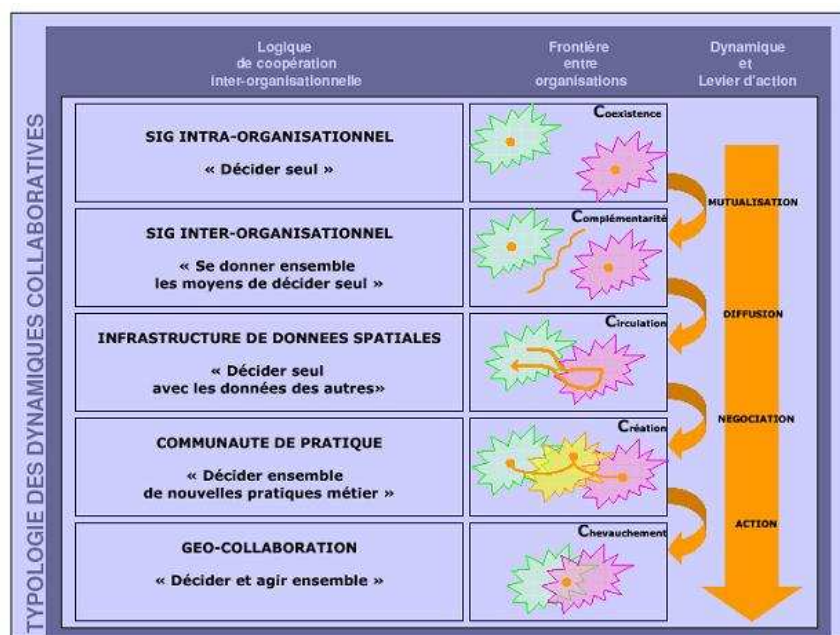 TYPOLOGIE DES DYNAMIQUES COLLABORATIVES
Logique
de coopération
inter-organisationnelle
Frontière
entre
organisations
Dynamique
et
Levier d'action
SIG INTRA-ORGANISATIONNEL
« Décider seul »
Coexistence
MUTUALISATION
SIG INTER-ORGANISATIONNEL
« Se donner ensemble
les moyens de décider seul »
Complémentarité
DIFFUSION
INFRASTRUCTURE DE DONNEES SPATIALES
« Décider seul
avec les données des autres»
Circulation
NEGOCIATION
COMMUNAUTE DE PRATIQUE
« Décider ensemble
de nouvelles pratiques métier »
Création
ACTION
GEO-COLLABORATION
« Décider et agir ensemble »
Chevauchement